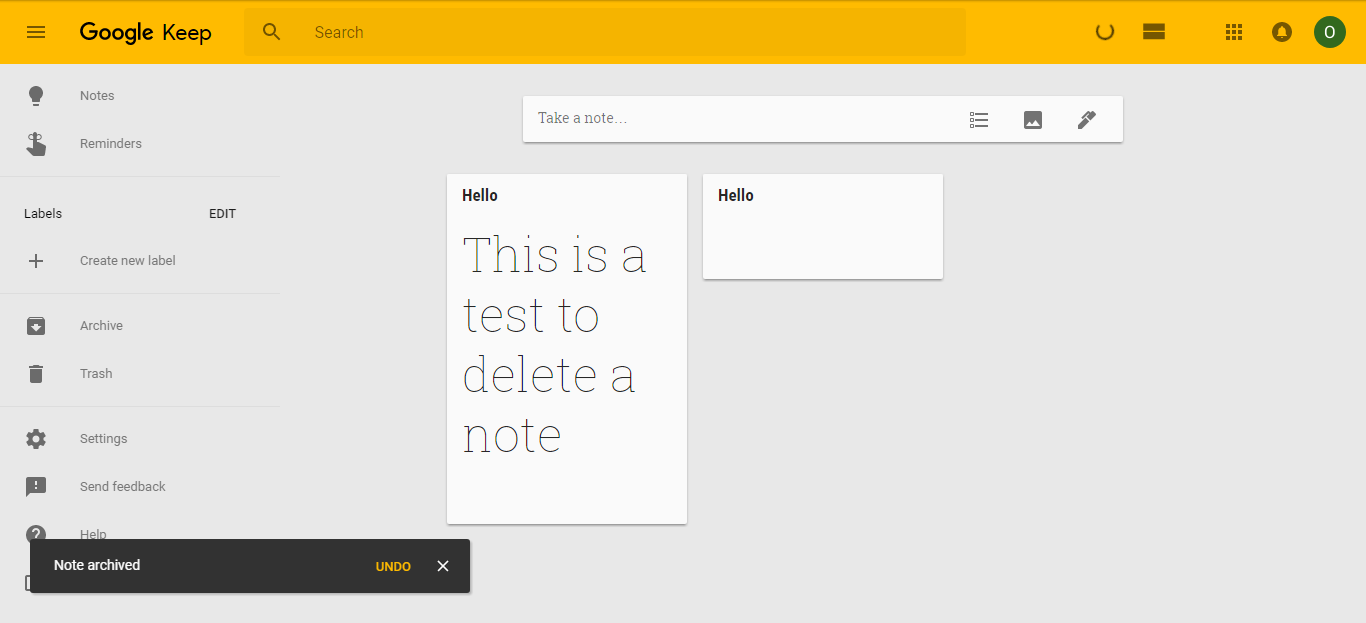 Google Keep
Search
O
Notes
Reminders
Labels
EDIT
Create new label
Archive
Trash
Settings
Send feedback
Help
Take a note...
Hello
This is a
test to
delete a
note
Hello
Note archived
UNDO